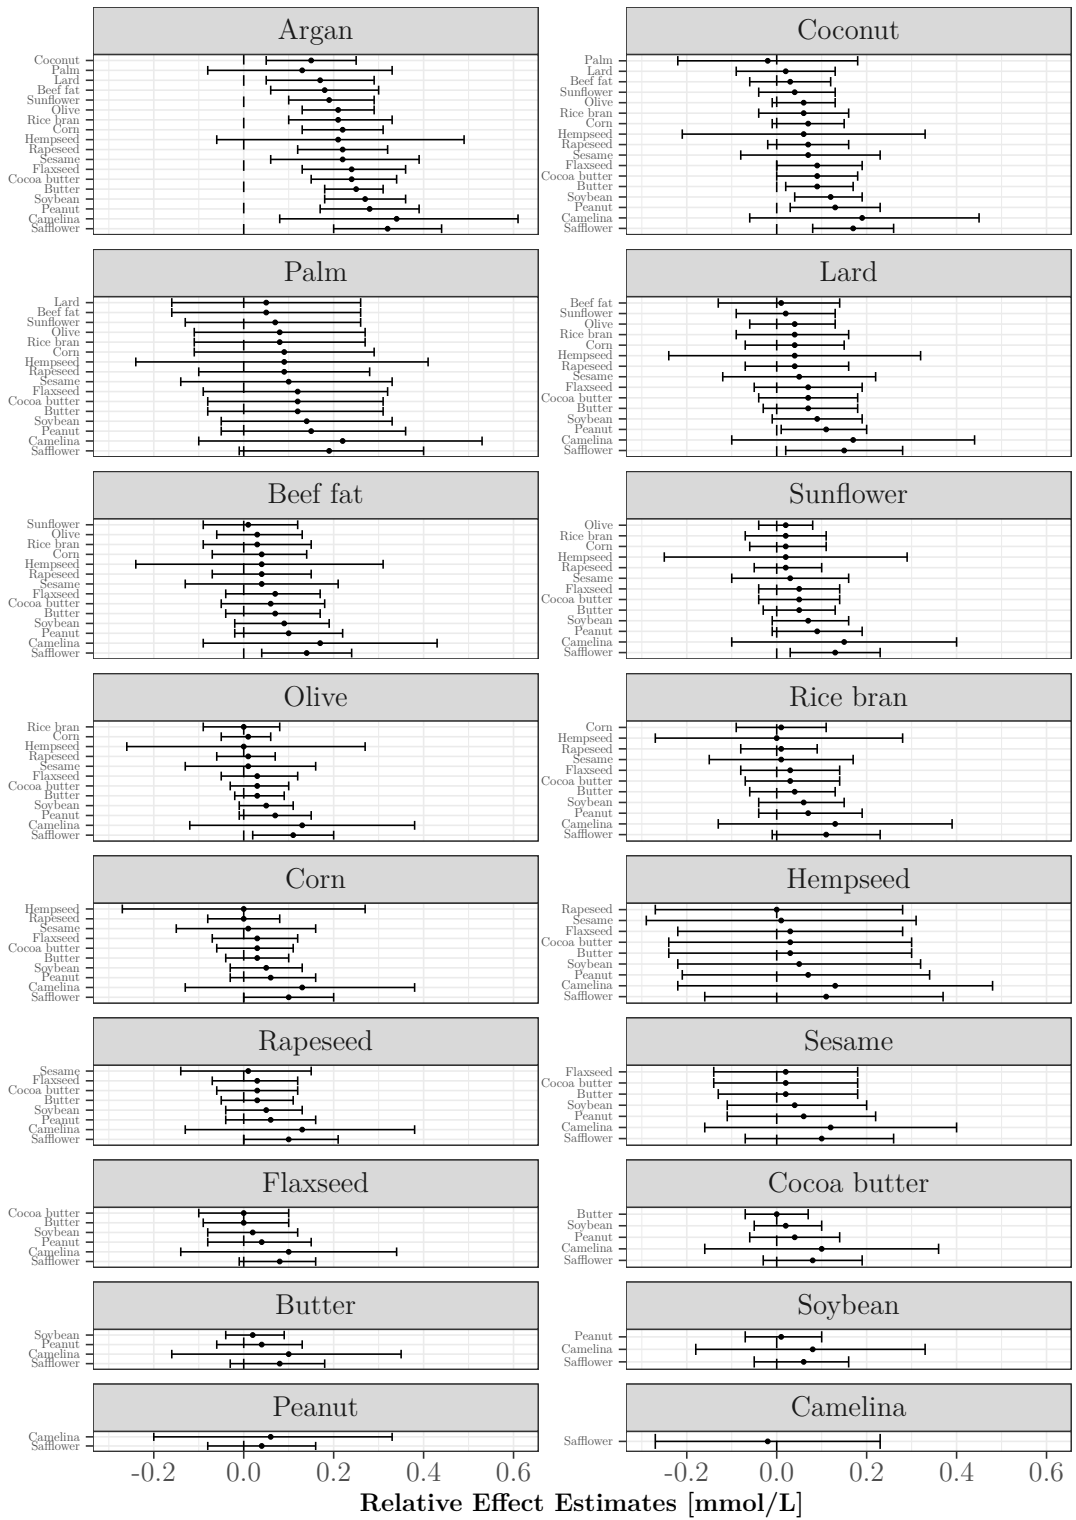 Argan
Coconut
Palm
Lard
Beef fat
Sunflower
Olive
Rice bran
Corn
Hempseed
Rapeseed
Sesame
Flaxseed
Cocoa butter
Butter
Soybean
Peanut
Camelina
Safflower
Coconut
Palm
Lard
Beef fat
Sunflower
Olive
Rice bran
Corn
Hempseed
Rapeseed
Sesame
Flaxseed
Cocoa butter
Butter
Soybean
Peanut
Camelina
Safflower
Palm
Lard
Beef fat
Sunflower
Olive
Rice bran
Corn
Hempseed
Rapeseed
Sesame
Flaxseed
Cocoa butter
Butter
Soybean
Peanut
Camelina
Safflower
Lard
Beef fat
Sunflower
Olive
Rice bran
Corn
Hempseed
Rapeseed
Sesame
Flaxseed
Cocoa butter
Butter
Soybean
Peanut
Camelina
Safflower
Beef fat
Sunflower
Olive
Rice bran
Corn
Hempseed
Rapeseed
Sesame
Flaxseed
Cocoa butter
Butter
Soybean
Peanut
Camelina
Safflower
Sunflower
Olive
Rice bran
Corn
Hempseed
Rapeseed
Sesame
Flaxseed
Cocoa butter
Butter
Soybean
Peanut
Camelina
Safflower
Olive
Rice bran
Corn
Hempseed
Rapeseed
Sesame
Flaxseed
Cocoa butter
Butter
Soybean
Peanut
Camelina
Safflower
Rice bran
Corn
Hempseed
Rapeseed
Sesame
Flaxseed
Cocoa butter
Butter
Soybean
Peanut
Camelina
Safflower
Corn
Hempseed
Rapeseed
Sesame
Flaxseed
Cocoa butter
Butter
Soybean
Peanut
Camelina
Safflower
Hempseed
Rapeseed
Sesame
Flaxseed
Cocoa butter
Butter
Soybean
Peanut
Camelina
Safflower
Rapeseed
Sesame
Flaxseed
Cocoa butter
Butter
Soybean
Peanut
Camelina
Safflower
Sesame
Flaxseed
Cocoa butter
Butter
Soybean
Peanut
Camelina
Safflower
Flaxseed
Cocoa butter
Butter
Soybean
Peanut
Camelina
Safflower
Cocoa butter
Butter
Soybean
Peanut
Camelina
Safflower
Butter
Soybean
Peanut
Camelina
Safflower
Soybean
Peanut
Camelina
Safflower
Peanut
Camelina
Safflower
Camelina
Safflower
-0.2 0.0 0.2 0.4 0.6
-0.2 0.0 0.2 0.4 0.6
Relative Effect Estimates [mmol/L]